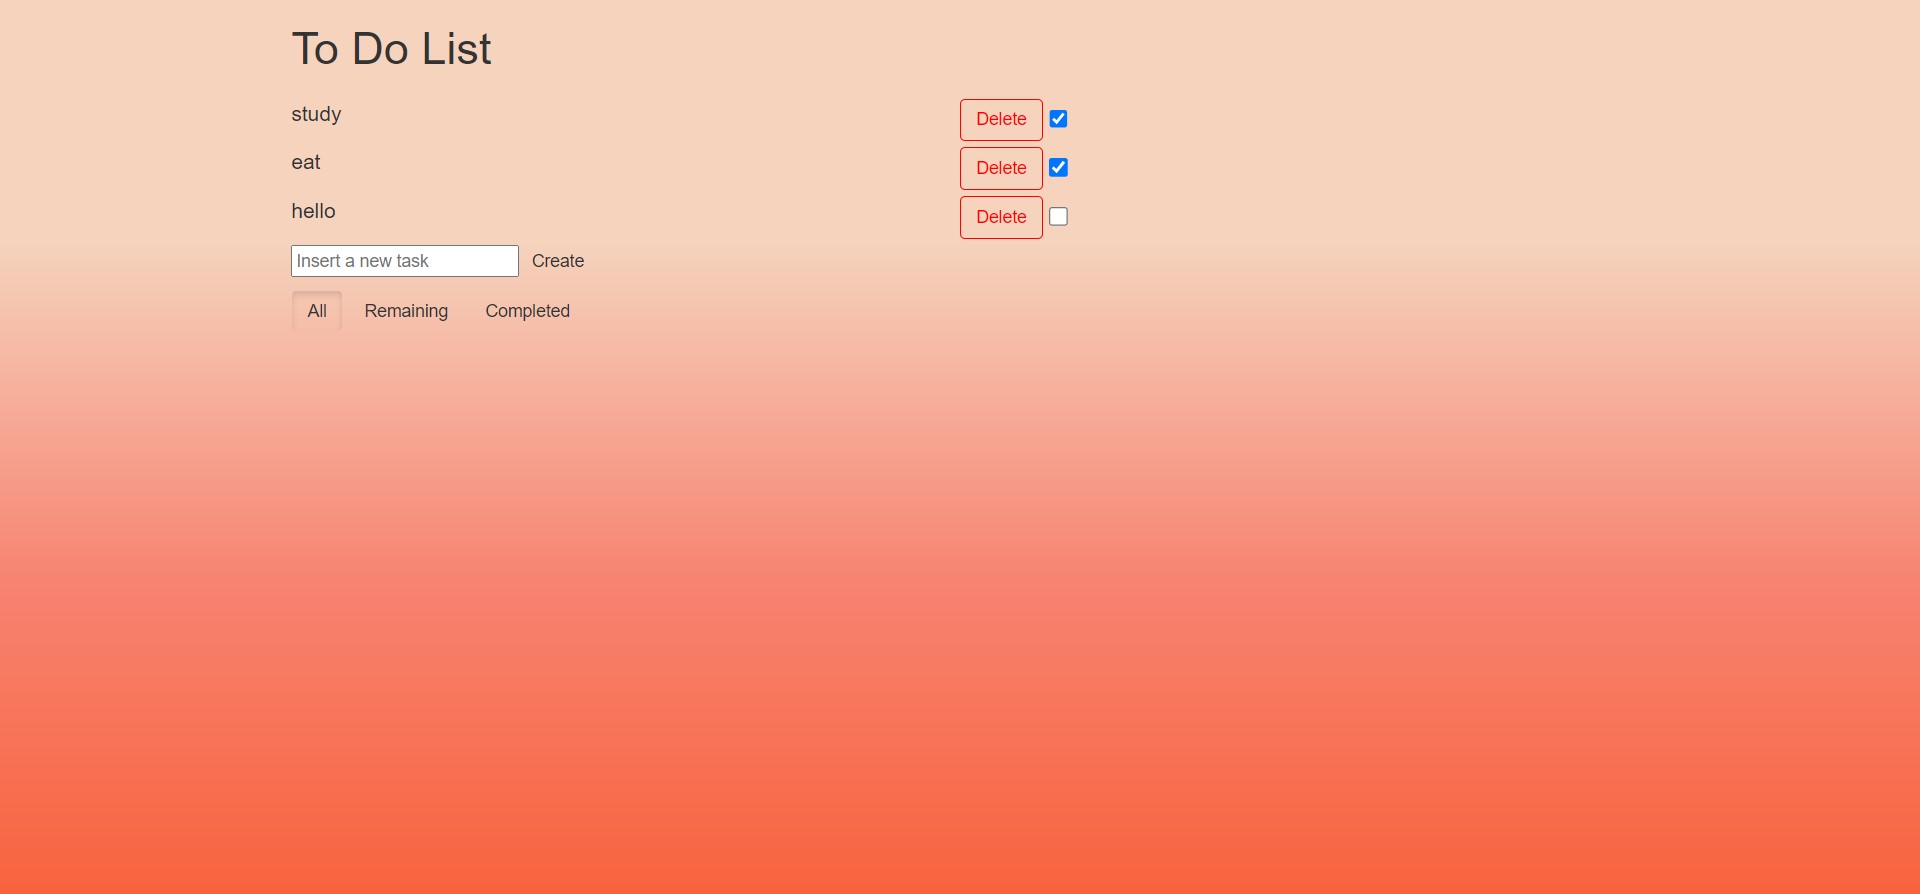 To Do List
study Delete
eat Delete
hello Delete
Insert a new task Create
All Remaining Completed